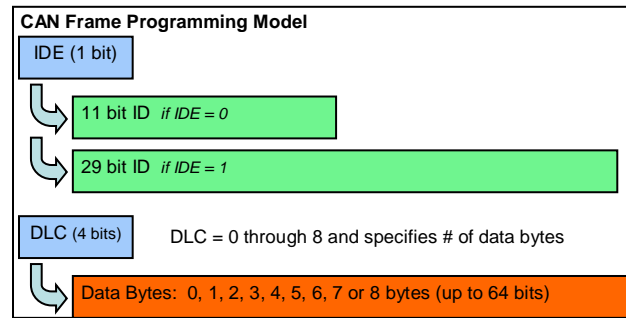 CAN Frame Programming Model
IDE (1 bit)
11 bit ID if IDE = 0
29 bit ID if IDE = 1
DLC (4 bits)
DLC = 0 through 8 and specifies # of data bytes
Data Bytes: 0, 1, 2, 3, 4, 5, 6, 7 or 8 bytes (up to 64 bits)